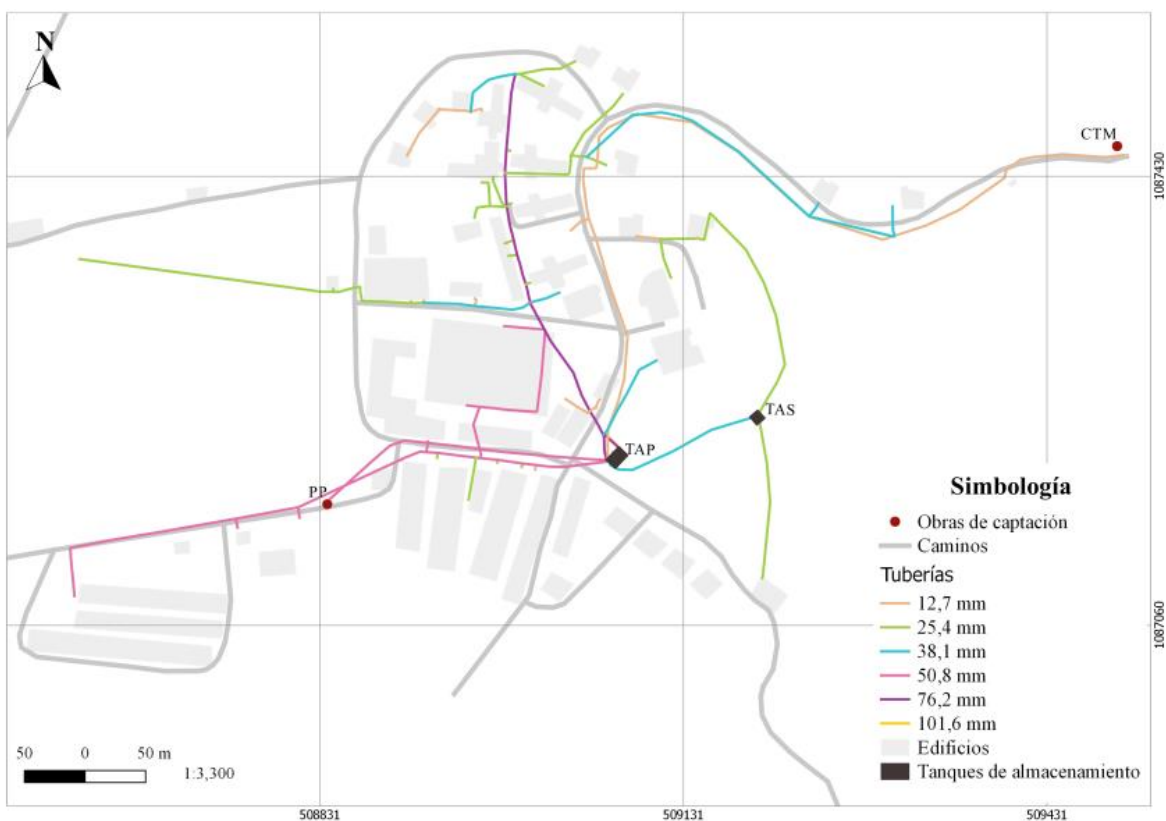 N
CTM
1087430
TAS
TAP
PP
Simbología
Obras de captación
Caminos
Tuberías
12,7 mm
25,4 mm
38,1 mm
50,8 mm
76,2 mm
101,6 mm
Edificios
Tanques de almacenamiento
1087060
50 0 50 m
1:3,300
508831 509131 509431